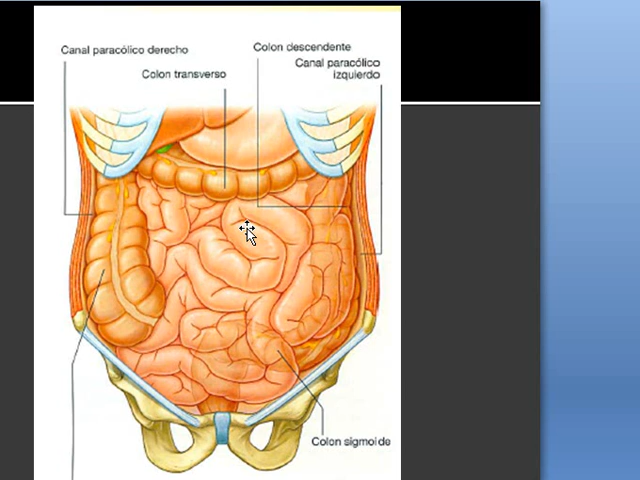 Canal paracólico derecho
Colon descendente
Canal paracólico
izquierdo
Colon transverso
Colon sigmoide